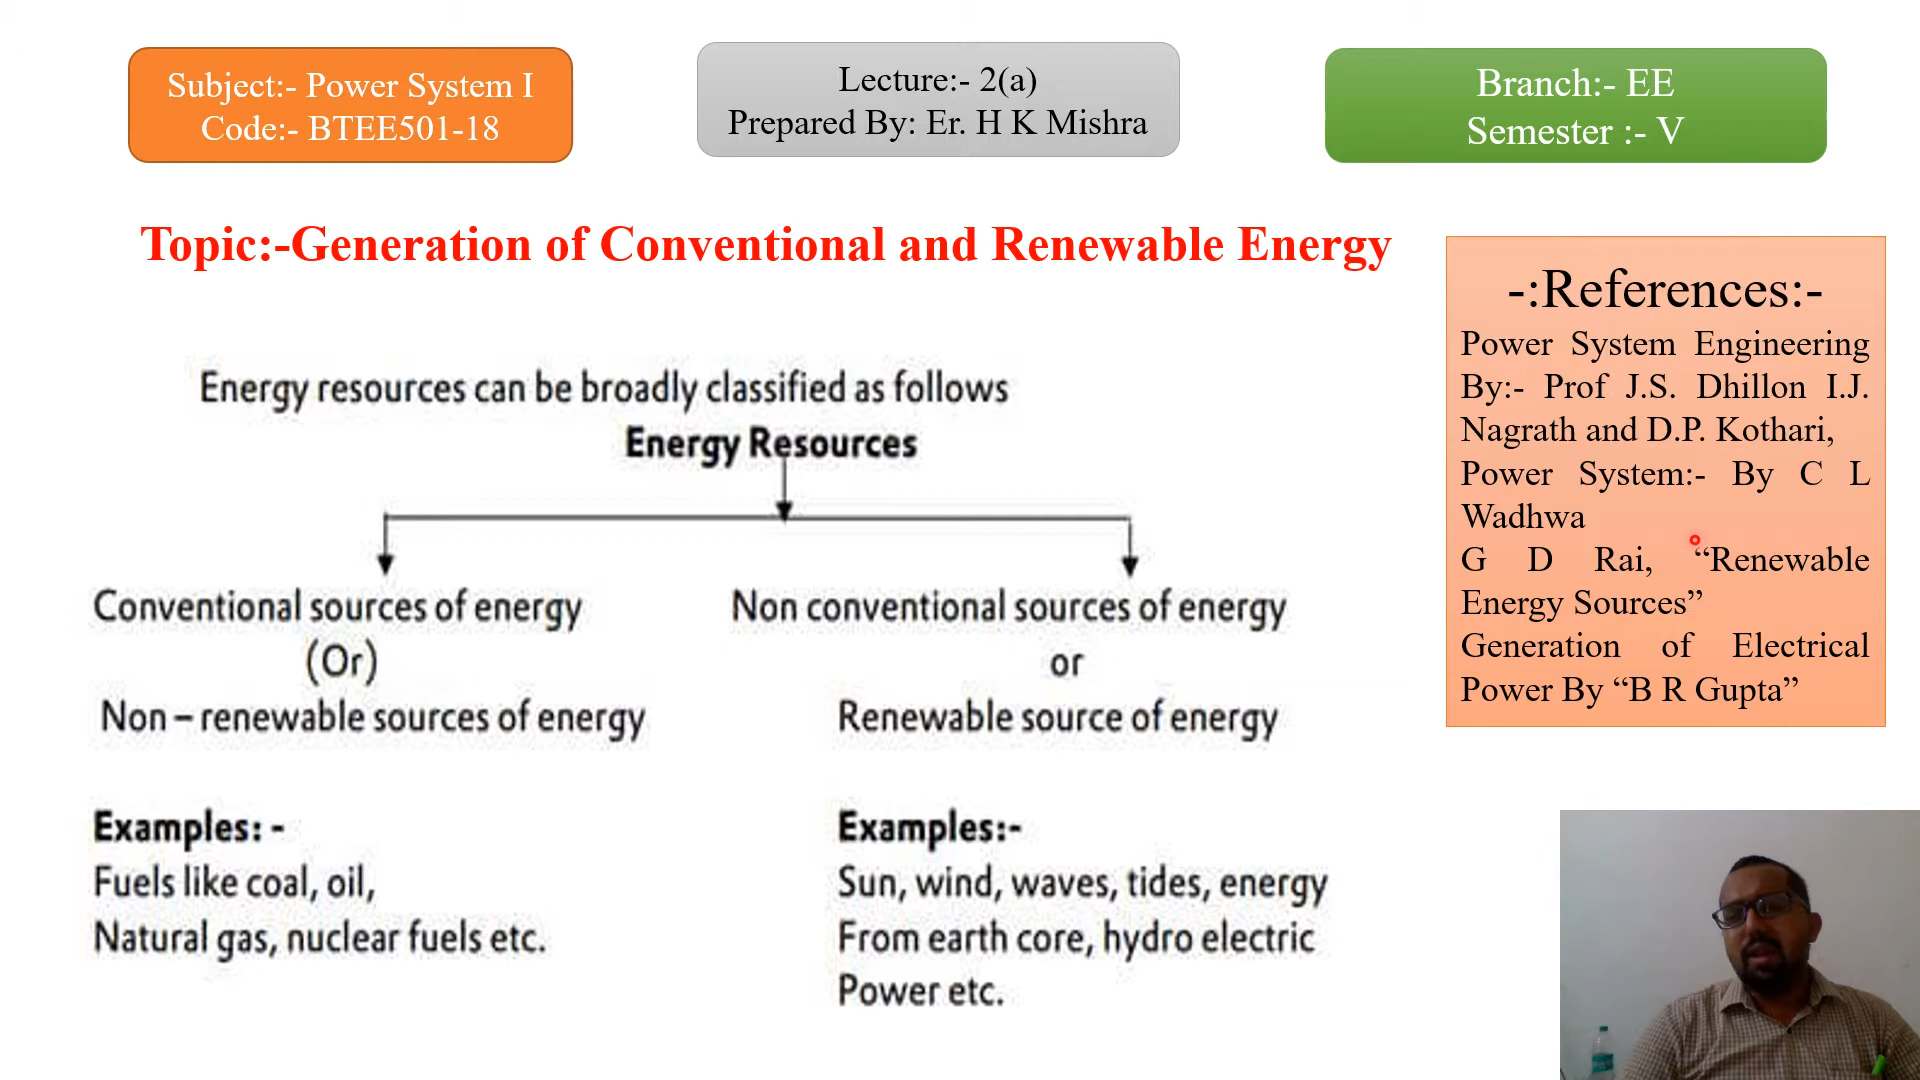 Subject:- Power System I
Code:- BTEE501-18
Lecture:- 2(a)
Prepared By: Er. H K Mishra
Branch:- EE
Semester :- V
Topic:-Generation of Conventional and Renewable Energy
Energy resources can be broadly classified as follows
Energy Resources
Conventional sources of energy
(Or)
Non – renewable sources of energy
Non conventional sources of energy
or
Renewable source of energy
Examples: -
Fuels like coal, oil,
Natural gas, nuclear fuels etc.
Examples:-
Sun, wind, waves, tides, energy
From earth core, hydro electric
Power etc.
-:References:-
Power System Engineering
By:- Prof J.S. Dhillon I.J.
Nagrath and D.P. Kothari,
Power System:- By C L
Wadhwa
G D Rai, “Renewable
Energy Sources”
Generation of Electrical
Power By “B R Gupta”